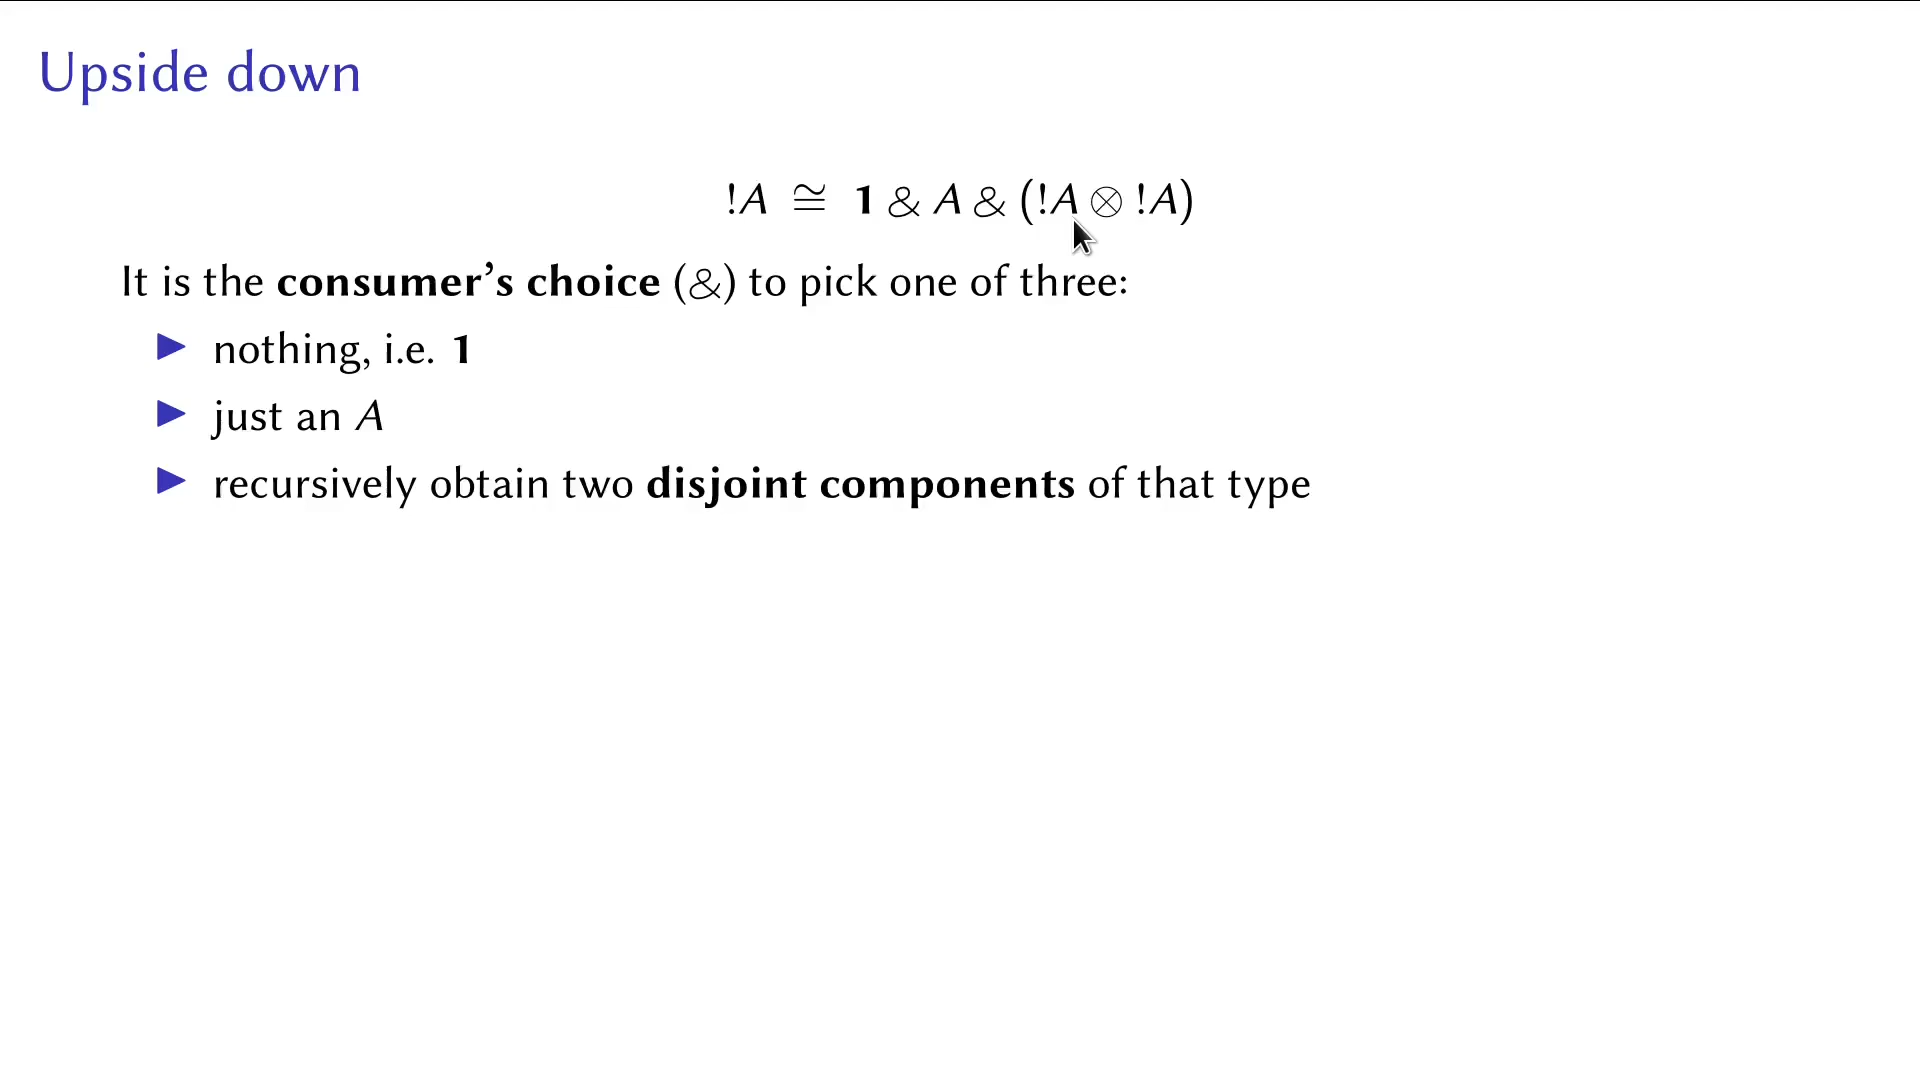 Upside down
!A ≅ 1 & A & (!A ⊗ !A)
It is the consumer’s choice (&) to pick one of three:
▶ nothing, i.e. 1
▶ just an A
▶ recursively obtain two disjoint components of that type